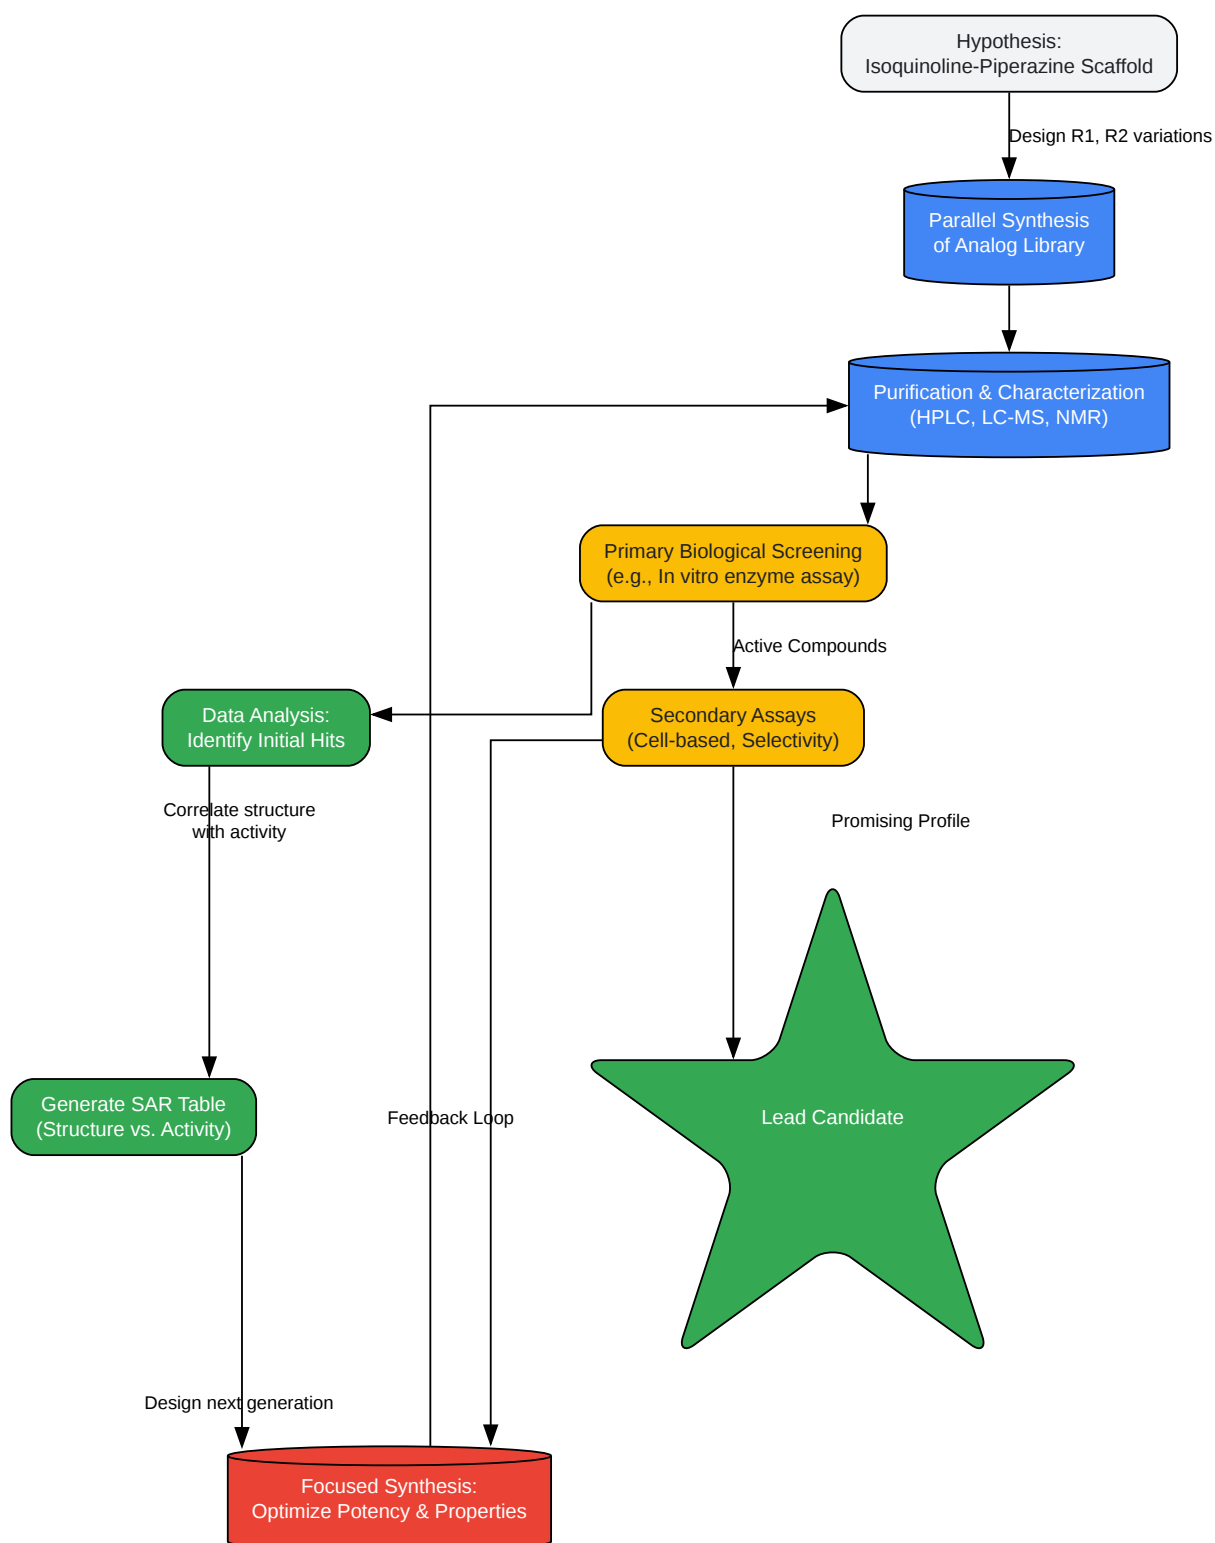 Hypothesis:
Isoquinoline-Piperazine Scaffold
Design R1, R2 variations
Parallel Synthesis
of Analog Library
Purification & Characterization
(HPLC, LC-MS, NMR)
Primary Biological Screening
(e.g., In vitro enzyme assay)
Active Compounds
Data Analysis:
Identify Initial Hits
Secondary Assays
(Cell-based, Selectivity)
Correlate structure
with activity
Promising Profile
Generate SAR Table
(Structure vs. Activity)
Feedback Loop
Lead Candidate
Design next generation
Focused Synthesis:
Optimize Potency & Properties